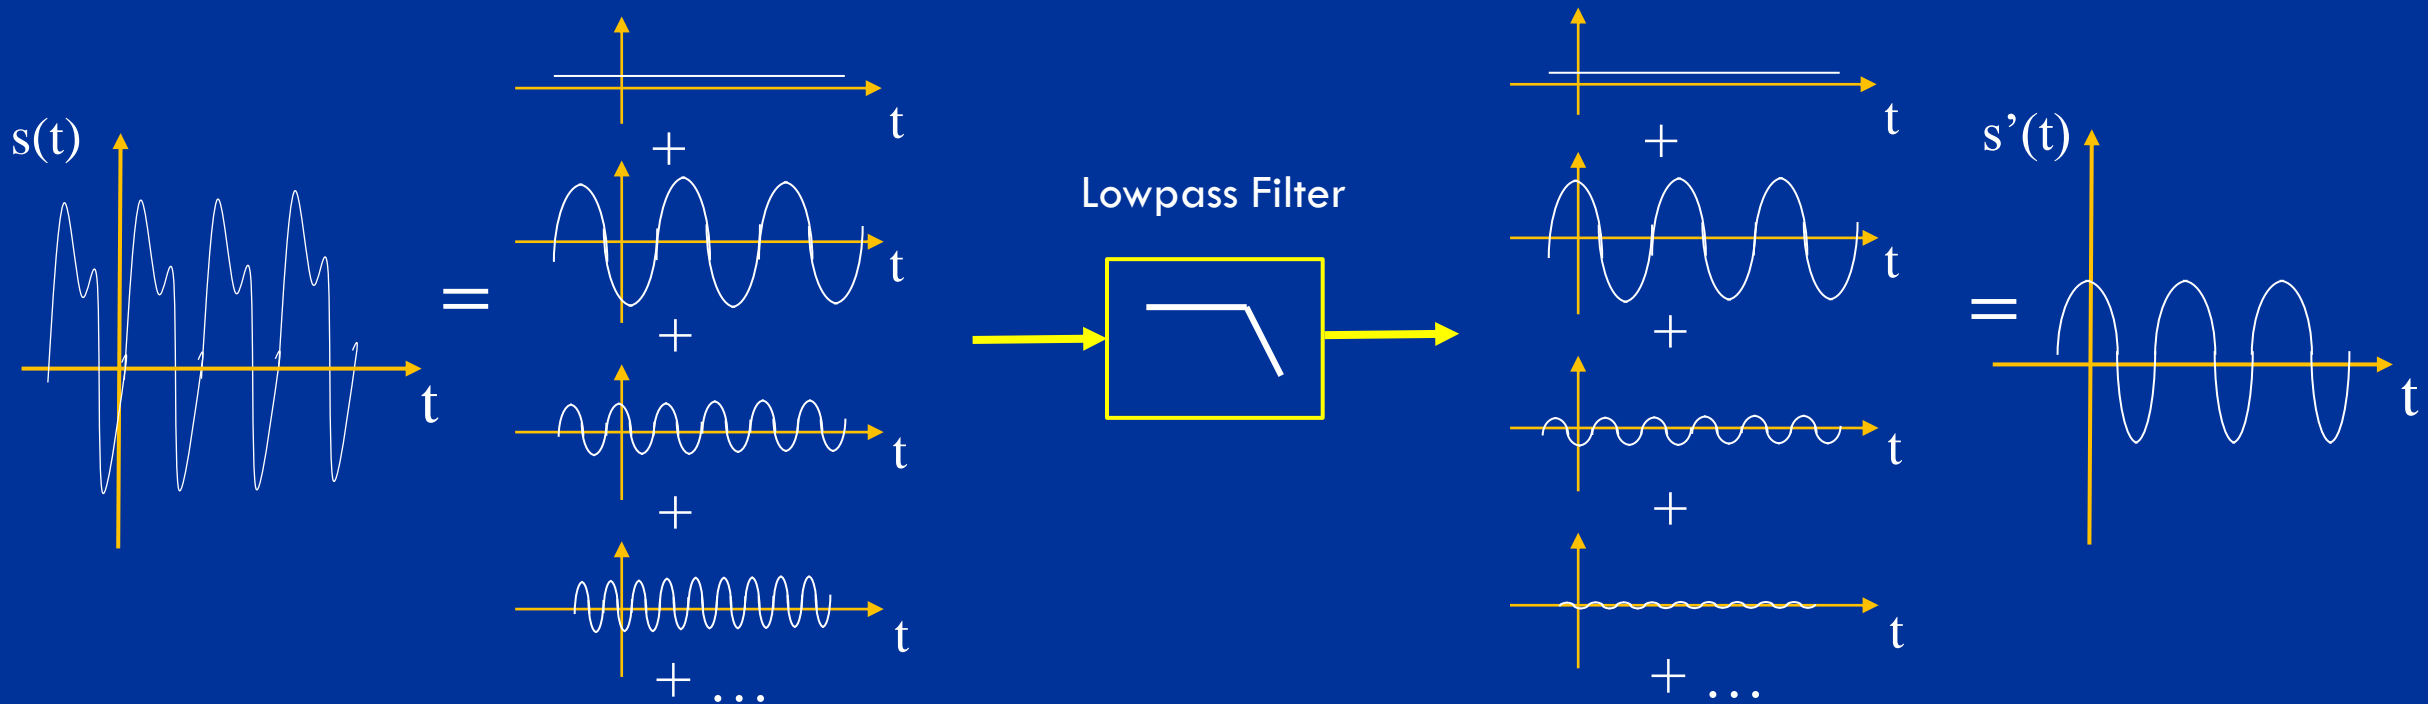 s(t)
t
=
t
+
t
+
t
+
t
+ ...
Lowpass Filter
t
+
t
+
t
+
t
+ ...
=
s’(t)
t